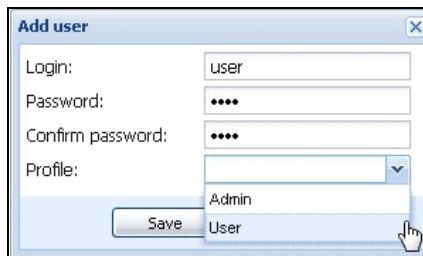 Add user
Login: user
Password: ••••
Confirm password: ••••
Profile:
Admin
Save User